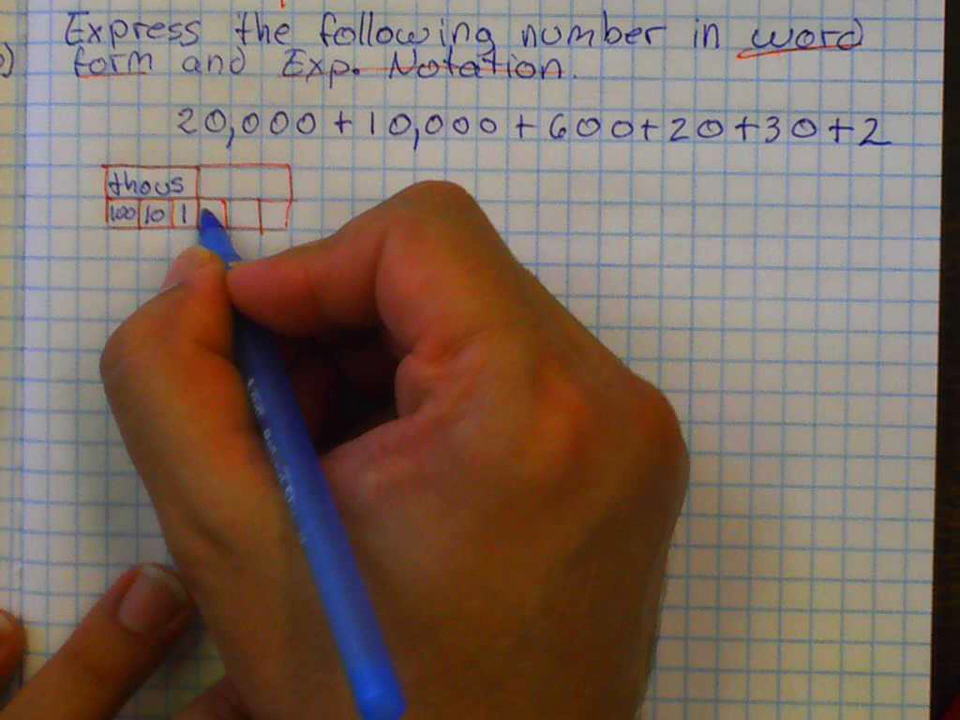 Express the following number in word
form and Exp. Notation.
20,000 + 10,000 + 600 + 20 + 30 + 2
thous
100 10 1